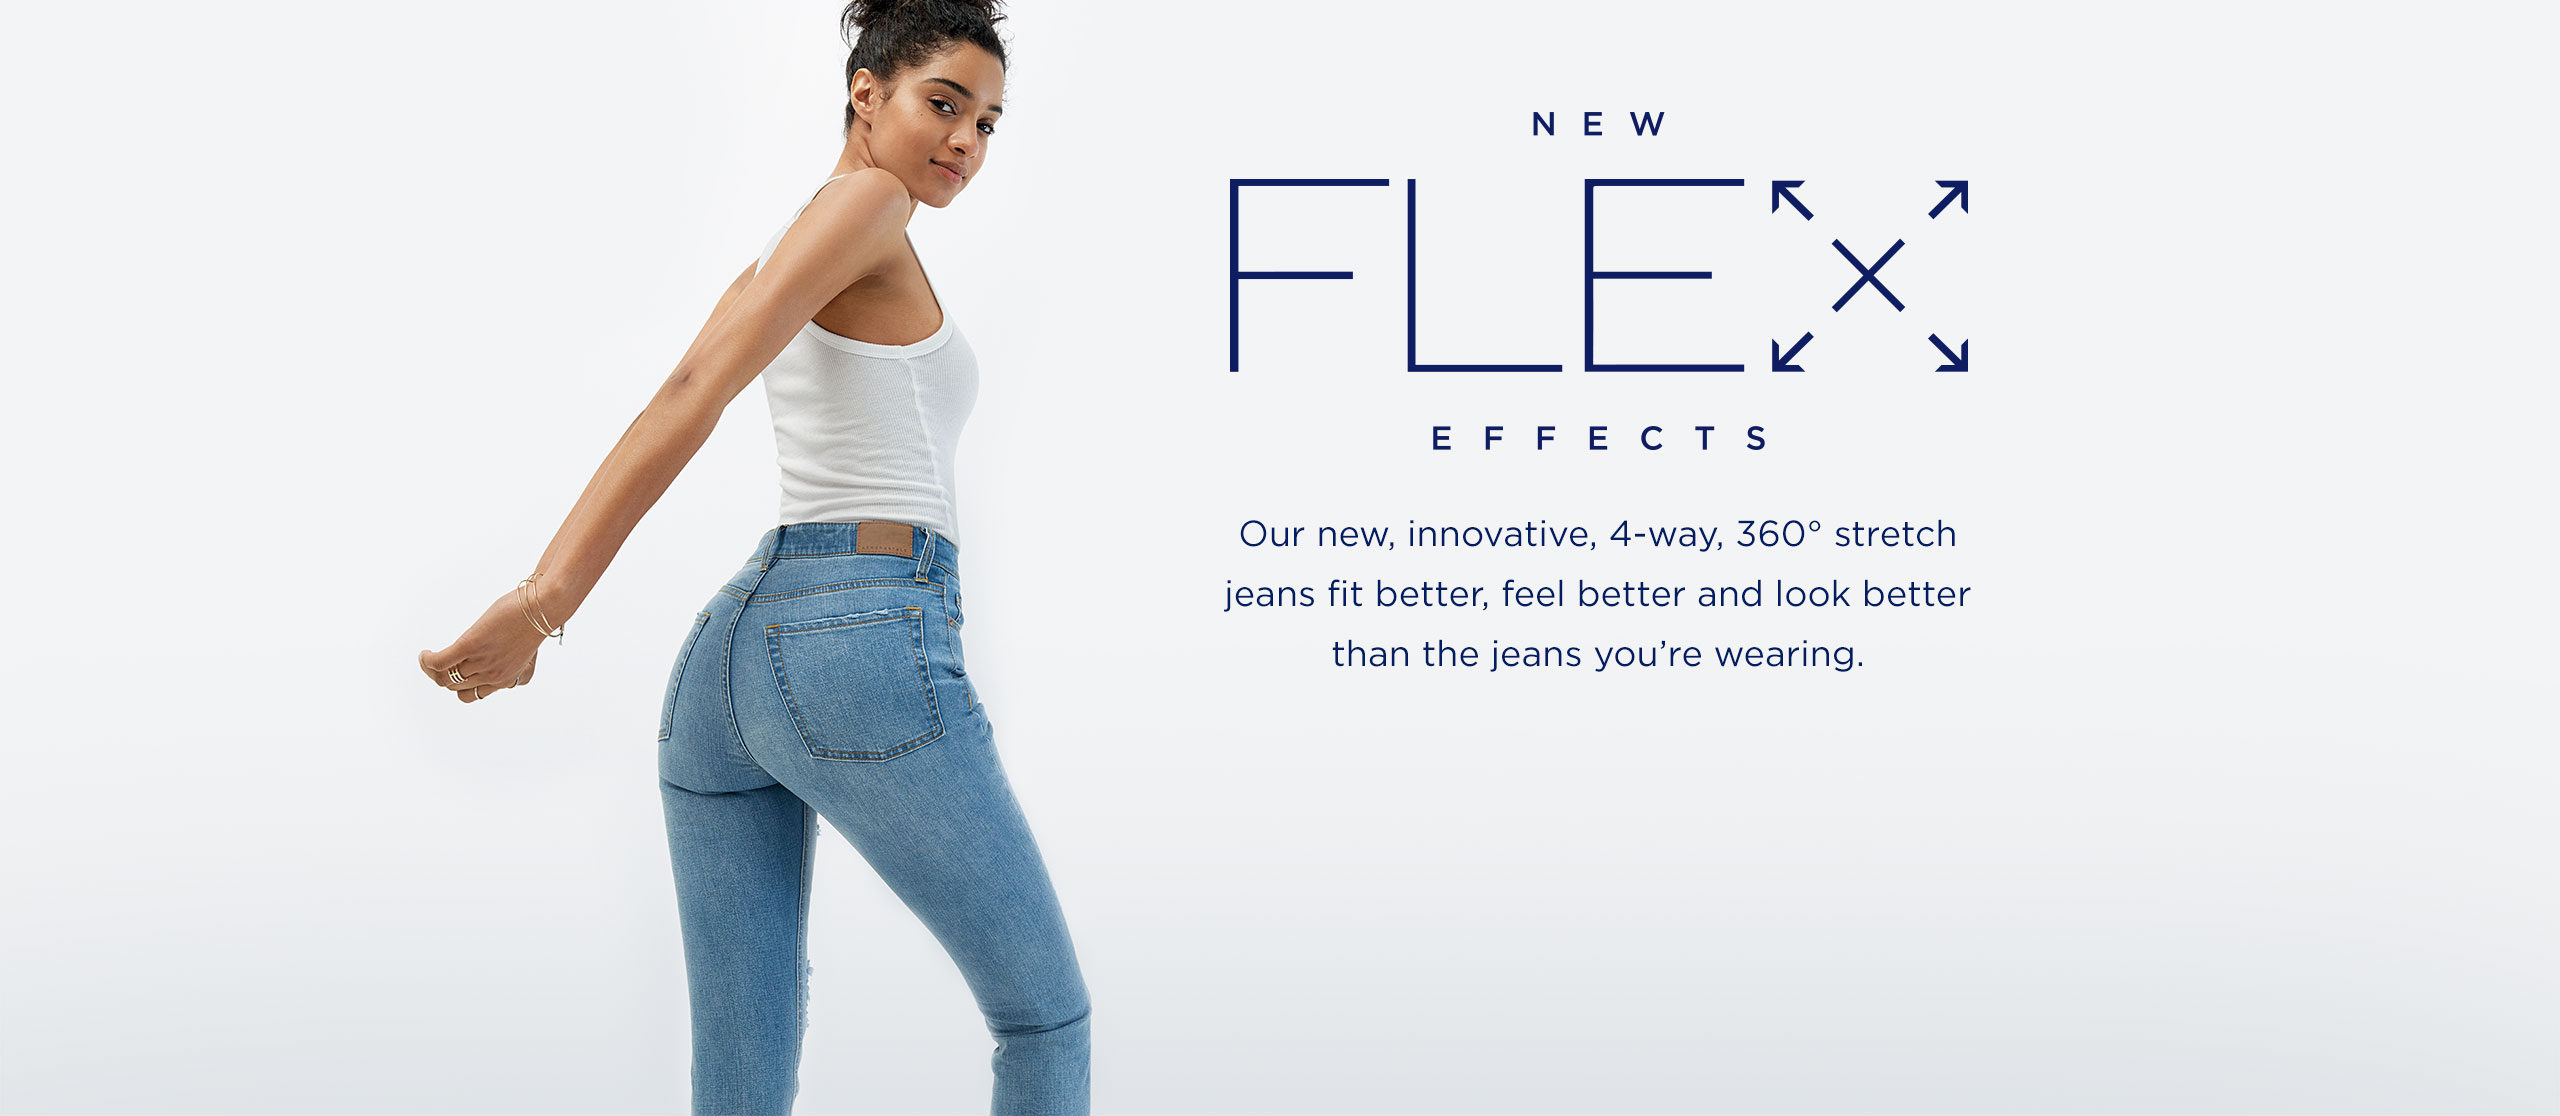 NEW
FLEX
EFFECTS
Our new, innovative, 4-way, 360° stretch
jeans fit better, feel better and look better
than the jeans you’re wearing.